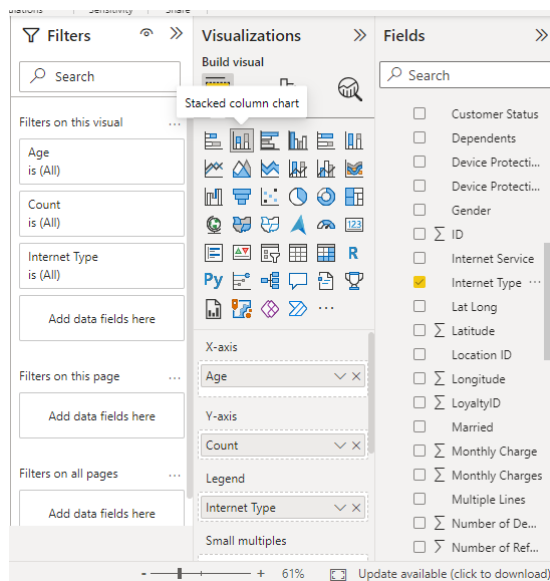 Sensitivity
Share
Filters
Search
Filters on this visual
...
Age
is (All)
Count
is (All)
Internet Type
is (All)
Add data fields here
Filters on this page
...
Add data fields here
Filters on all pages
...
Add data fields here
Visualizations
Build visual
Stacked column chart
123
R
Py
...
X-axis
Age
Y-axis
Count
Legend
Internet Type
Small multiples
Fields
Search
Customer Status
Dependents
Device Protecti...
Device Protecti...
Gender
∑ ID
Internet Service
Internet Type ...
Lat Long
∑ Latitude
Location ID
∑ Longitude
∑ LoyaltyID
Married
∑ Monthly Charge
∑ Monthly Charges
Multiple Lines
∑ Number of De...
∑ Number of Ref...
- + 61%
Update available (click to download)